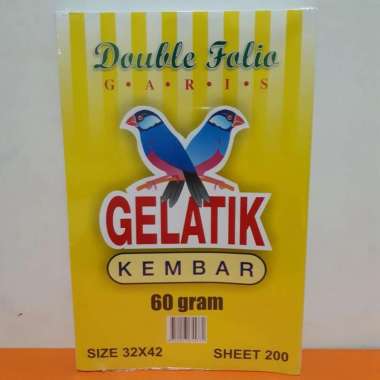 Double Folio
G•A•R•I•S
GELATIK
KEMBAR
60 gram
SIZE 32X42 SHEET 200